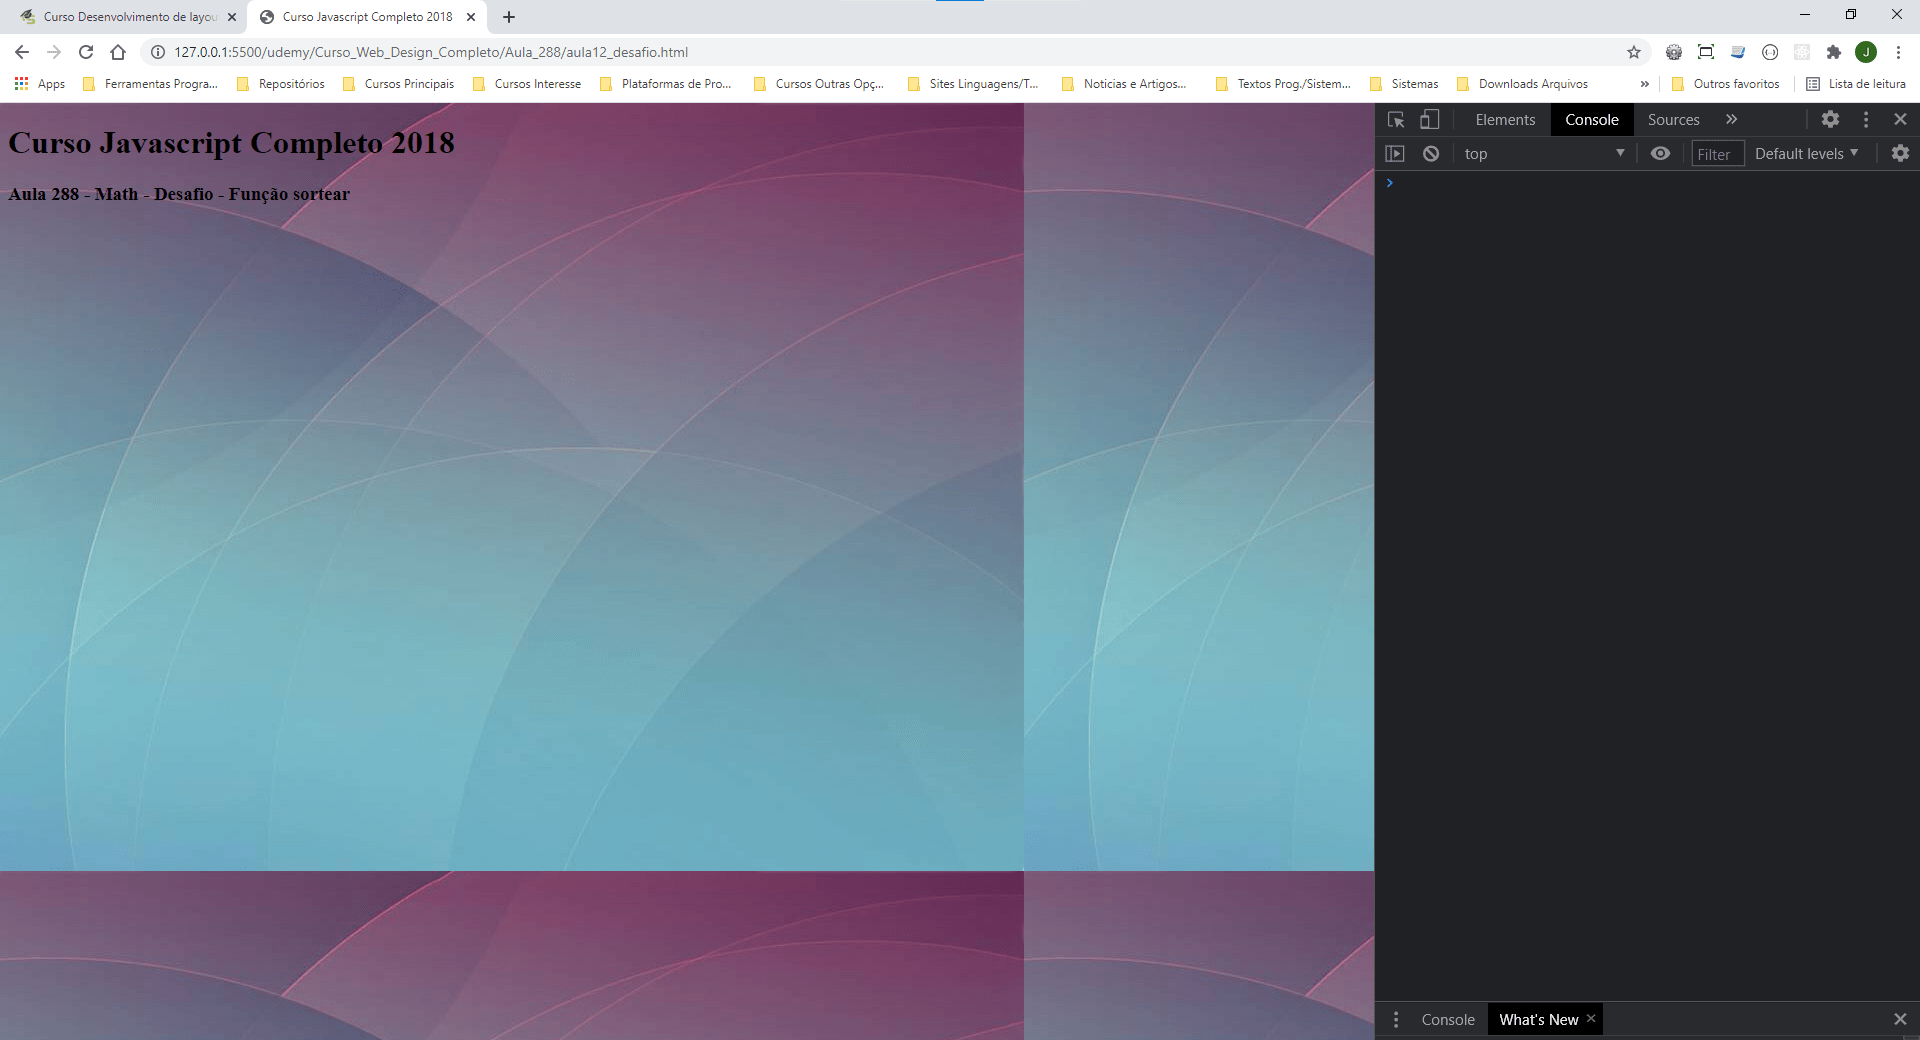 Curso Desenvolvimento de layou
Curso Javascript Completo 2018
127.0.0.1:5500/udemy/Curso_Web_Design_Completo/Aula_288/aula12_desafio.html
J
Apps Ferramentas Progra... Repositórios Cursos Principais Cursos Interesse Plataformas de Pro... Cursos Outras Opç... Sites Linguagens/T... Noticias e Artigos... Textos Prog./Sistem... Sistemas Downloads Arquivos » Outros favoritos Lista de leitura
Curso Javascript Completo 2018
Aula 288 - Math - Desafio - Função sortear
Elements Console Sources »
top Filter Default levels
Console What's New